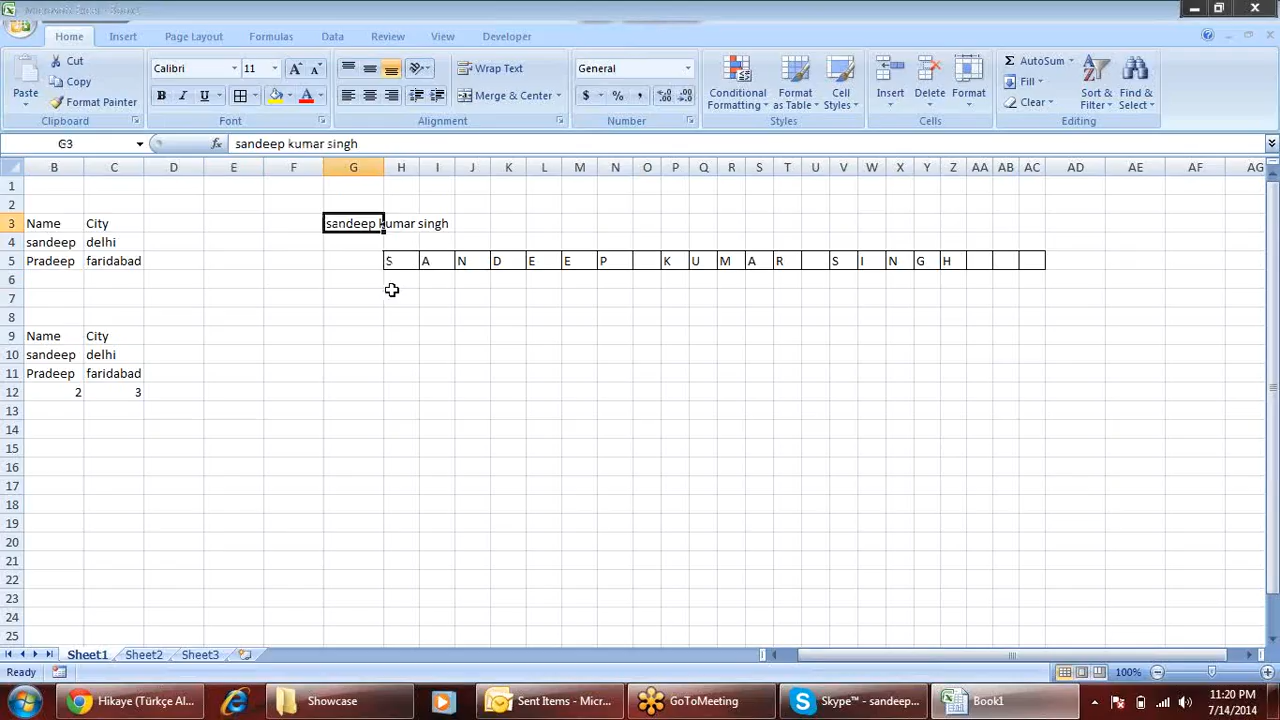 Home Insert Page Layout Formulas Data Review View Developer
Paste Cut Copy Format Painter Clipboard
Calibri 11 A A B I U A Font
Wrap Text Merge & Center Alignment
General $ % , Number
Conditional Formatting Format as Table Cell Styles Styles
Insert Delete Format Cells
Σ AutoSum Fill Clear Sort & Filter Find & Select Editing
G3 fx sandeep kumar singh
B C D E F G H I J K L M N O P Q R S T U V W X Y Z AA AB AC AD AE AF AG
1
2
3 Name City sandeep kumar singh
4 sandeep delhi
5 Pradeep faridabad S A N D E E P K U M A R S I N G H
6
7
8
9 Name City
10 sandeep delhi
11 Pradeep faridabad
12 2 3
13
14
15
16
17
18
19
20
21
22
23
24
25
Sheet1 Sheet2 Sheet3
Ready 100%
Hikaye (Türkçe Al... Showcase Sent Items - Micr... GoToMeeting Skype™ - sandeep... Book1 11:20 PM
7/14/2014